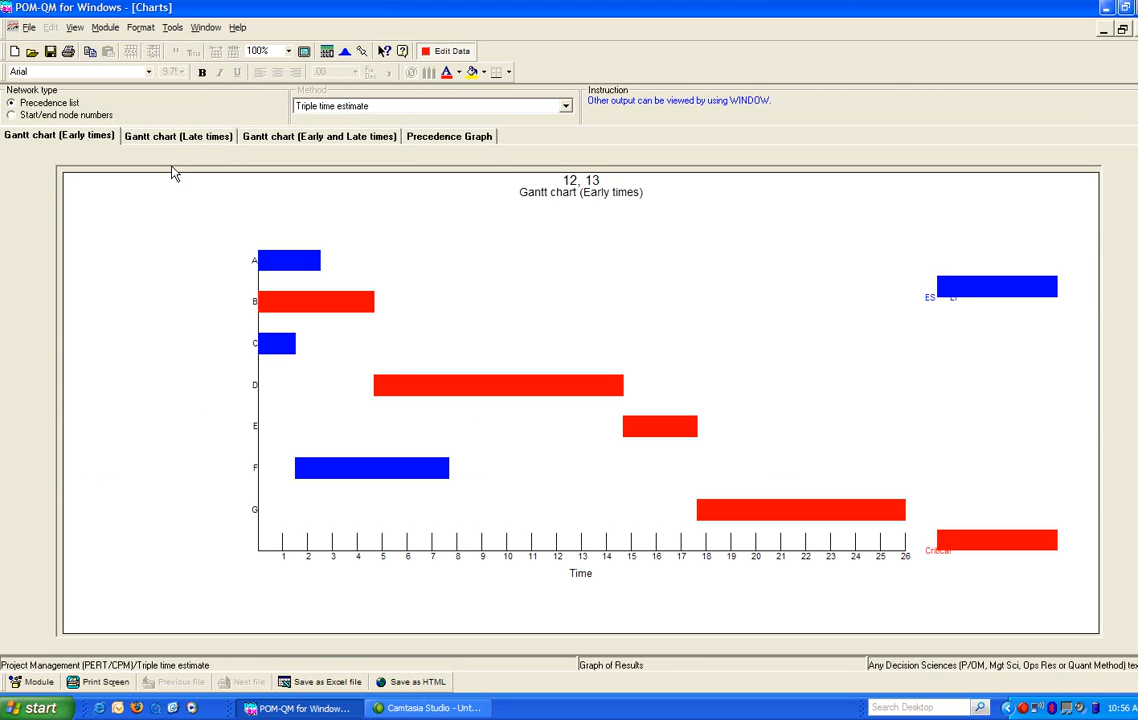 POM-QM for Windows - [Charts]
File Edit View Module Format Tools Window Help
100% Edit Data
Arial 9.75 B I U .00 Fix Dec , A
Network type Method Instruction
Precedence list Triple time estimate Other output can be viewed by using WINDOW.
Start/end node numbers
Gantt chart (Early times) Gantt chart (Late times) Gantt chart (Early and Late times) Precedence Graph
12, 13
Gantt chart (Early times)
A
B
ES
C
D
E
F
G
Critical
1 2 3 4 5 6 7 8 9 10 11 12 13 14 15 16 17 18 19 20 21 22 23 24 25 26
Time
Project Management (PERT/CPM)/Triple time estimate Graph of Results Any Decision Sciences (P/OM, Mgt Sci, Ops Res or Quant Method) te
Module Print Screen Previous file Next file Save as Excel file Save as HTML
start POM-QM for Window... Camtasia Studio - Unt... Search Desktop 10:56 A